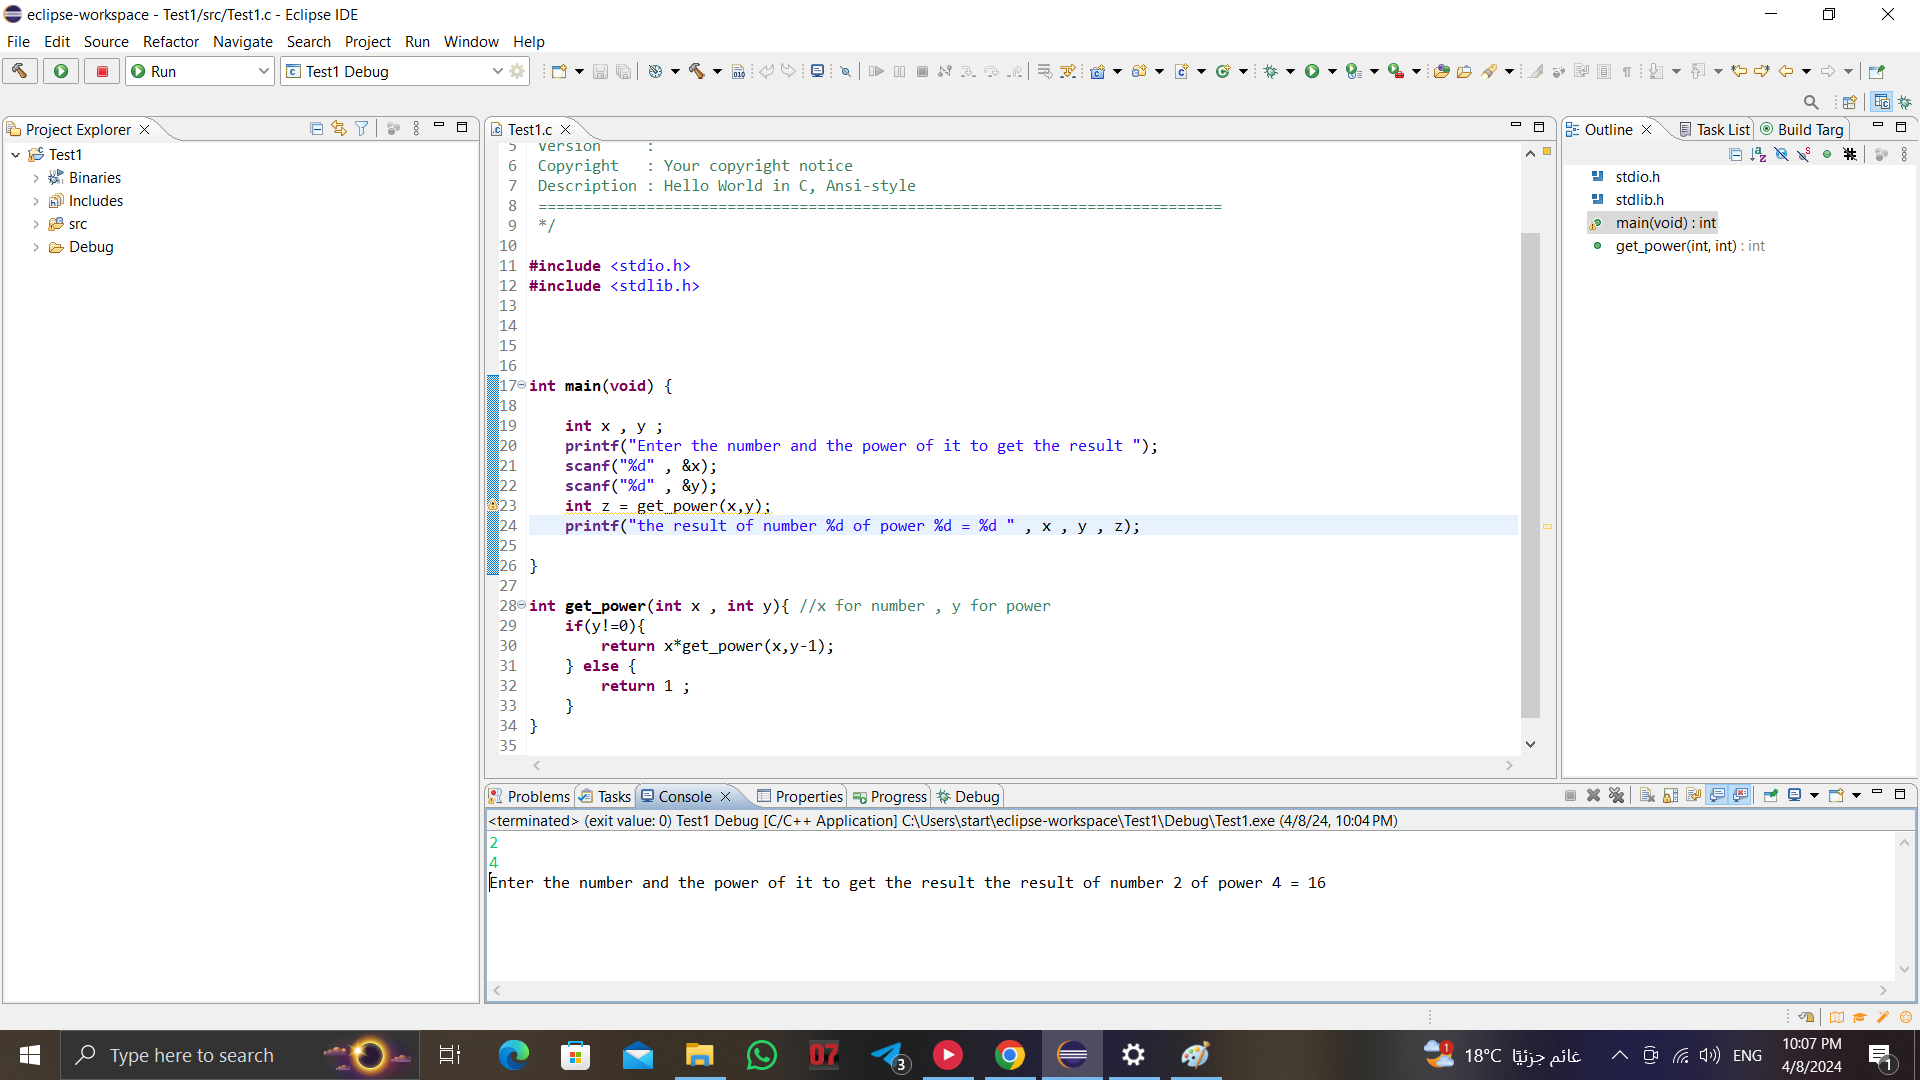 eclipse-workspace - Test1/src/Test1.c - Eclipse IDE
File Edit Source Refactor Navigate Search Project Run Window Help
Run
Test1 Debug
Project Explorer
Test1
Binaries
Includes
src
Debug
Test1.c
5 Version :
6 Copyright : Your copyright notice
7 Description : Hello World in C, Ansi-style
8 ============================================================================
9 */
10
11 #include <stdio.h>
12 #include <stdlib.h>
13
14
15
16
17 int main(void) {
18
19 int x , y ;
20 printf("Enter the number and the power of it to get the result ");
21 scanf("%d" , &x);
22 scanf("%d" , &y);
23 int z = get_power(x,y);
24 printf("the result of number %d of power %d = %d " , x , y , z);
25
26 }
27
28 int get_power(int x , int y){ //x for number , y for power
29 if(y!=0){
30 return x*get_power(x,y-1);
31 } else {
32 return 1 ;
33 }
34 }
35
Outline Task List Build Targ
stdio.h
stdlib.h
main(void) : int
get_power(int, int) : int
Problems Tasks Console Properties Progress Debug
<terminated> (exit value: 0) Test1 Debug [C/C++ Application] C:\Users\start\eclipse-workspace\Test1\Debug\Test1.exe (4/8/24, 10:04 PM)
2
4
Enter the number and the power of it to get the result the result of number 2 of power 4 = 16
Type here to search
07
3
1
18°C غائم جزئيًا
ENG
10:07 PM
4/8/2024
1